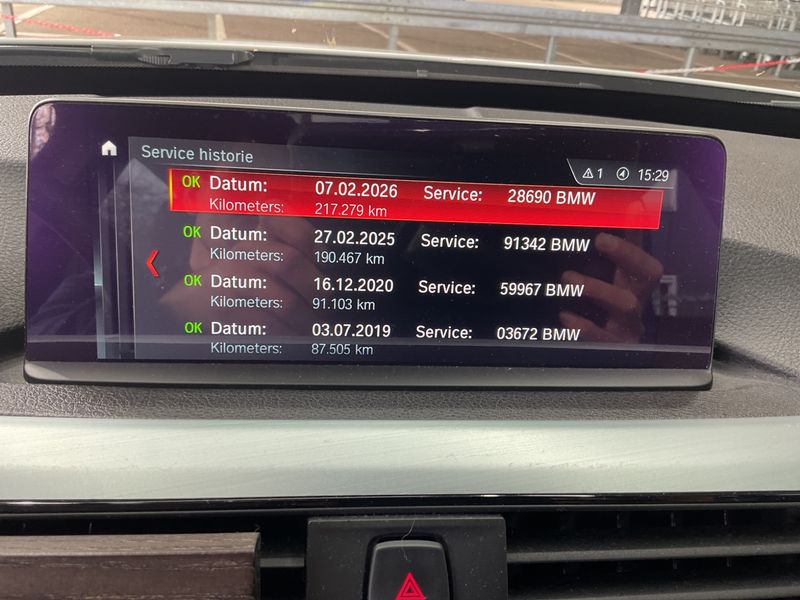 Service historie
1 15:29
OK Datum: 07.02.2026 Service: 28690 BMW
Kilometers: 217.279 km
OK Datum: 27.02.2025 Service: 91342 BMW
Kilometers: 190.467 km
OK Datum: 16.12.2020 Service: 59967 BMW
Kilometers: 91.103 km
OK Datum: 03.07.2019 Service: 03672 BMW
Kilometers: 87.505 km